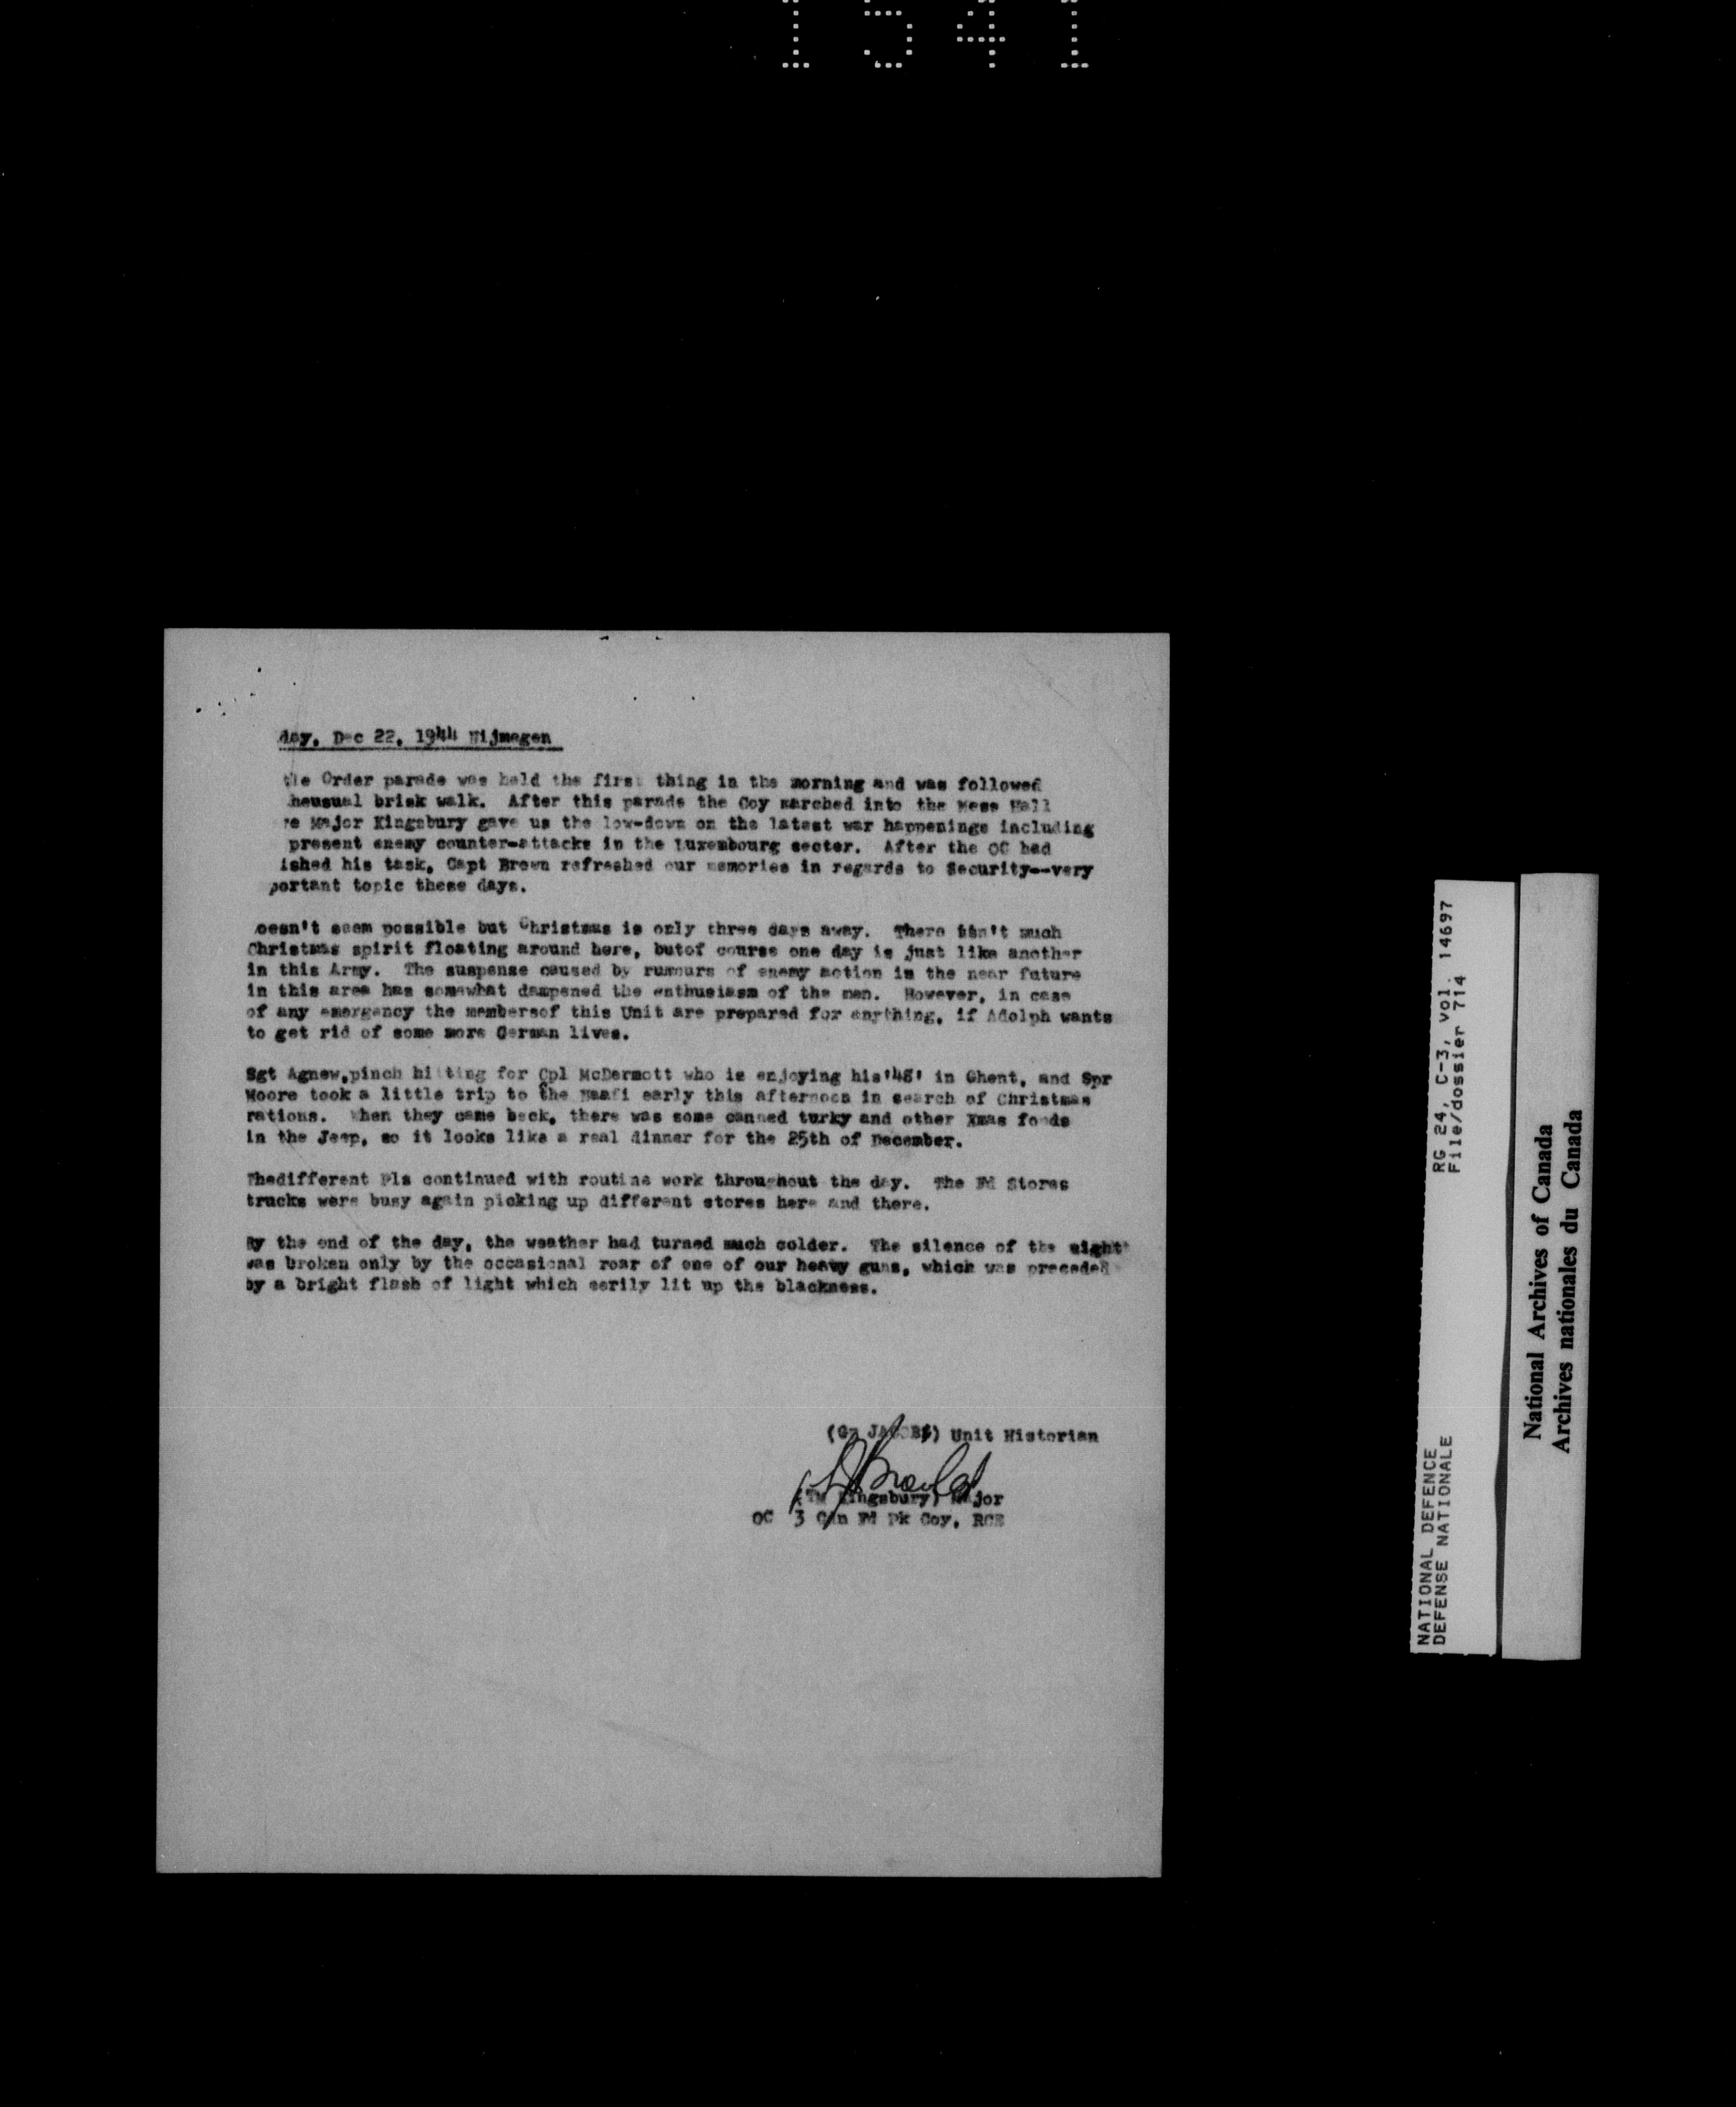 1541
day, Dec 22, 1944 Nijmegen
Order parade was held the first thing in the morning and was followed
heusual brisk walk. After this parade the Coy marched into the Mess Hall
re Major Kingsbury gave us the low-down on the latest war happenings including
present enemy counter-attacks in the Luxembourg sector. After the OC had
ished his task, Capt Brown refreshed our memories in regards to Security--very
portant topic these days.
oesn't seem possible but Christmas is only three days away. There isn't much
Christmas spirit floating around here, butof course one day is just like another
in this Army. The suspense caused by rumours of enemy action in the near future
in this area has somewhat dampened the enthusiasm of the men. However, in case
of any emergency the membersof this Unit are prepared for anything, if Adolph wants
to get rid of some more German lives.
Sgt Agnew,pinch hitting for Cpl McDermott who is enjoying his'48' in Ghent, and Spr
Moore took a little trip to the Naafi early this afternoon in search of Christmas
rations. When they came back, there was some canned turky and other Xmas foods
in the Jeep, so it looks like a real dinner for the 25th of December.
Thedifferent Pls continued with routine work throughout the day. The Fd Stores
trucks were busy again picking up different stores here and there.
By the end of the day, the weather had turned much colder. The silence of the night
was broken only by the occasional roar of one of our heavy guns, which was preceded
by a bright flash of light which eerily lit up the blackness.
Unit Historian
Kingsbury) Major
OC 3 Cdn Fd Pk Coy, RCE
NATIONAL DEFENCE RG 24, C-3, vol. 14697
DEFENSE NATIONALE File/dossier 714
National Archives of Canada
Archives nationales du Canada